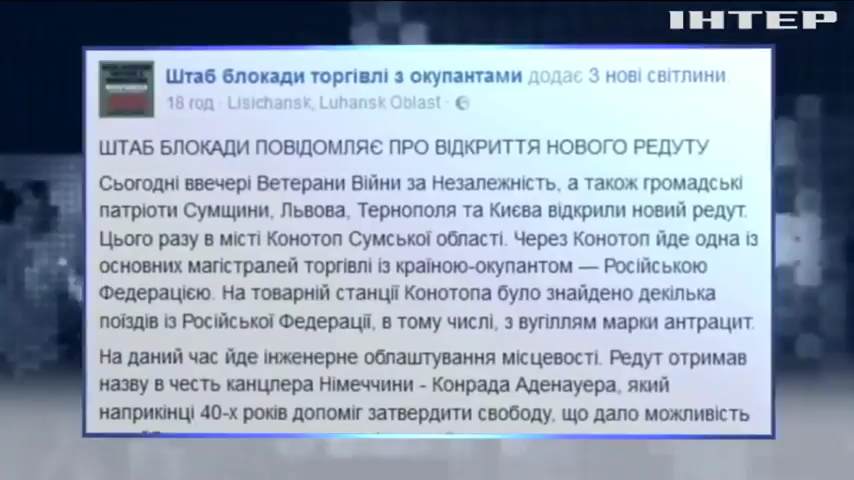 ІНТЕР
Штаб блокади торгівлі з окупантами додає 3 нові світлини.
18 год · Lisichansk, Luhansk Oblast ·
ШТАБ БЛОКАДИ ПОВІДОМЛЯЄ ПРО ВІДКРИТТЯ НОВОГО РЕДУТУ
Сьогодні ввечері Ветерани Війни за Незалежність, а також громадські
патріоти Сумщини, Львова, Тернополя та Києва відкрили новий редут.
Цього разу в місті Конотоп Сумської області. Через Конотоп йде одна із
основних магістралей торгівлі із країною-окупантом — Російською
Федерацією. На товарній станції Конотопа було знайдено декілька
поїздів із Російської Федерації, в тому числі, з вугіллям марки антрацит.
На даний час йде інженерне облаштування місцевості. Редут отримав
назву в честь канцлера Німеччини - Конрада Аденауера, який
наприкінці 40-х років допоміг затвердити свободу, що дало можливість